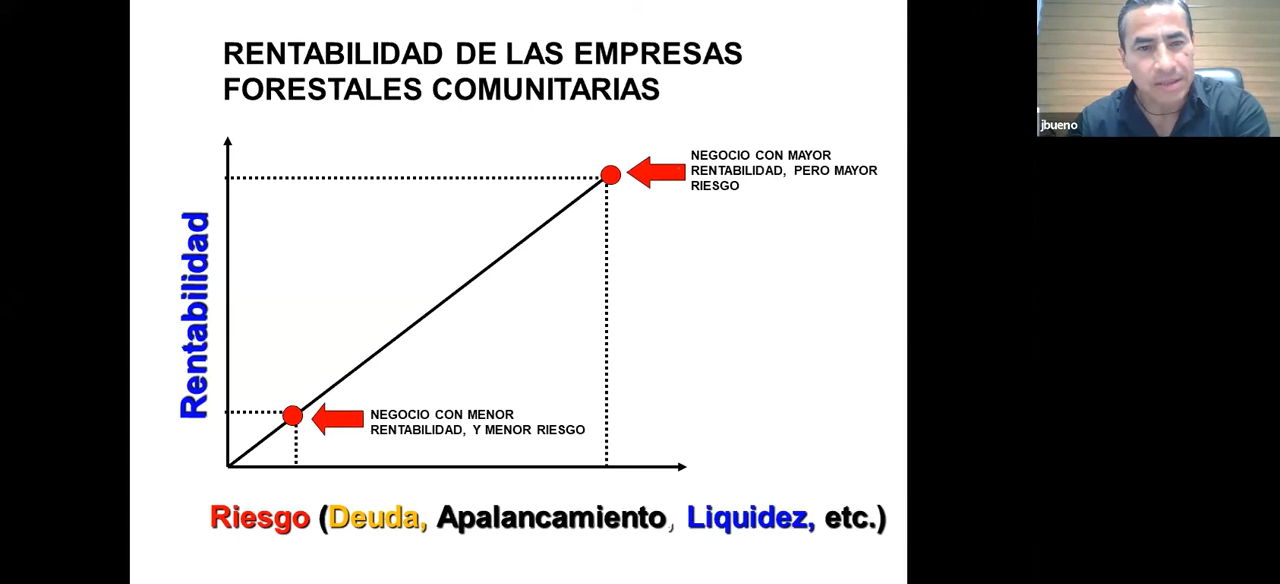 RENTABILIDAD DE LAS EMPRESAS
FORESTALES COMUNITARIAS
jbueno
NEGOCIO CON MAYOR
RENTABILIDAD, PERO MAYOR
RIESGO
Rentabilidad
NEGOCIO CON MENOR
RENTABILIDAD, Y MENOR RIESGO
Riesgo (Deuda, Apalancamiento, Liquidez, etc.)